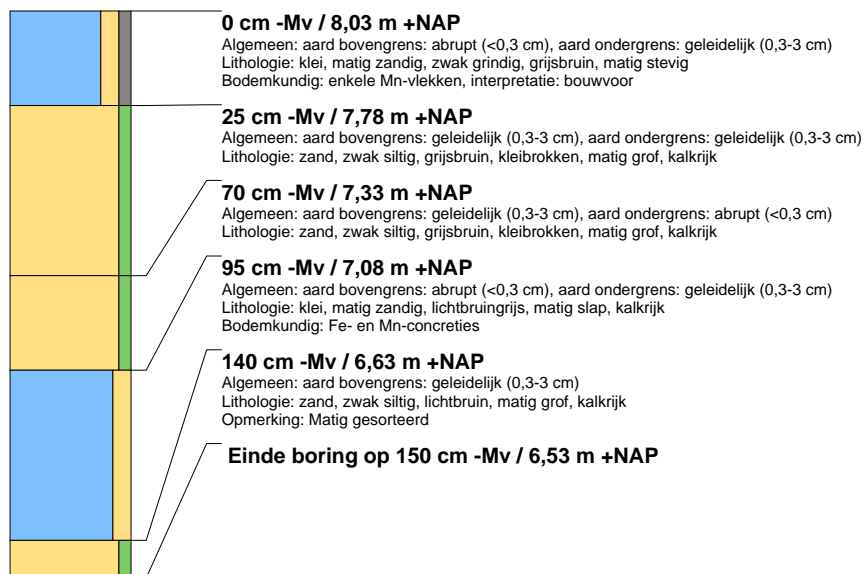 0 cm -Mv / 8,03 m +NAP
Algemeen: aard bovengrens: abrupt (<0,3 cm), aard ondergrens: geleidelijk (0,3-3 cm)
Lithologie: klei, matig zandig, zwak grindig, grijsbruin, matig stevig
Bodemkundig: enkele Mn-vlekken, interpretatie: bouwvoor
25 cm -Mv / 7,78 m +NAP
Algemeen: aard bovengrens: geleidelijk (0,3-3 cm), aard ondergrens: geleidelijk (0,3-3 cm)
Lithologie: zand, zwak siltig, grijsbruin, kleibrokken, matig grof, kalkrijk
70 cm -Mv / 7,33 m +NAP
Algemeen: aard bovengrens: geleidelijk (0,3-3 cm), aard ondergrens: abrupt (<0,3 cm)
Lithologie: zand, zwak siltig, grijsbruin, kleibrokken, matig grof, kalkrijk
95 cm -Mv / 7,08 m +NAP
Algemeen: aard bovengrens: abrupt (<0,3 cm), aard ondergrens: geleidelijk (0,3-3 cm)
Lithologie: klei, matig zandig, lichtbruingrijs, matig slap, kalkrijk
Bodemkundig: Fe- en Mn-concreties
140 cm -Mv / 6,63 m +NAP
Algemeen: aard bovengrens: geleidelijk (0,3-3 cm)
Lithologie: zand, zwak siltig, lichtbruin, matig grof, kalkrijk
Opmerking: Matig gesorteerd
Einde boring op 150 cm -Mv / 6,53 m +NAP